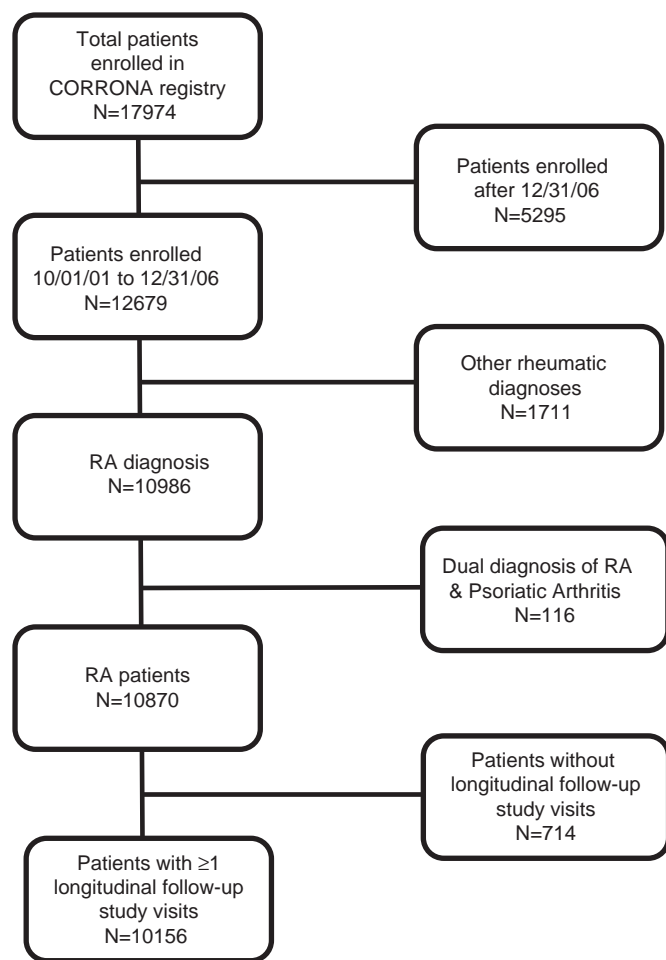 Total patients
enrolled in
CORRONA registry
N=17974
Patients enrolled
after 12/31/06
N=5295
Patients enrolled
10/01/01 to 12/31/06
N=12679
Other rheumatic
diagnoses
N=1711
RA diagnosis
N=10986
Dual diagnosis of RA
& Psoriatic Arthritis
N=116
RA patients
N=10870
Patients without
longitudinal follow-up
study visits
N=714
Patients with ≥1
longitudinal follow-up
study visits
N=10156